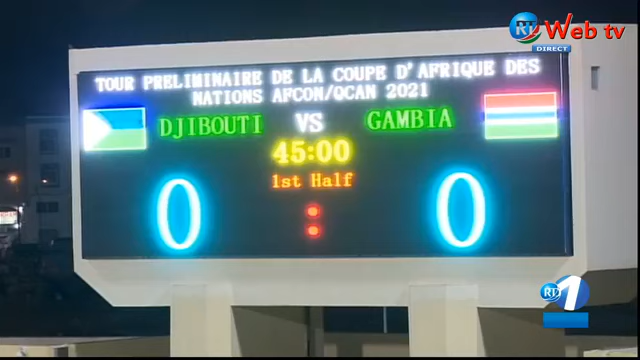 RTD Web tv
DIRECT
TOUR PRELIMINAIRE DE LA COUPE D'AFRIQUE DES
NATIONS AFCON/QCAN 2021
DJIBOUTI VS GAMBIA
45:00
1st Half
0 : 0
RTD 1